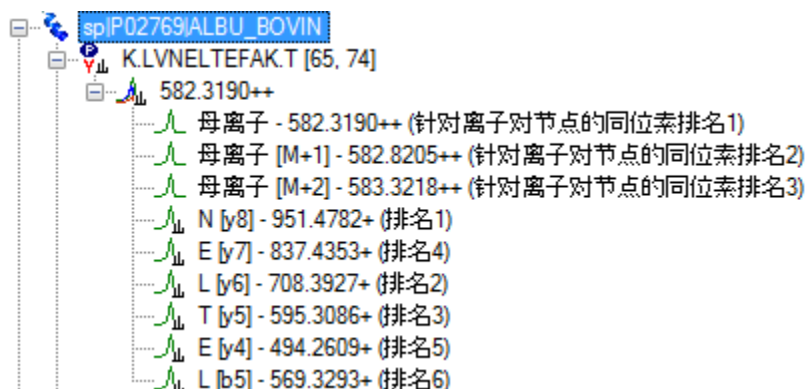 sp|P02769|ALBU_BOVIN
K.LVNELTEFAK.T [65, 74]
582.3190++
母离子 - 582.3190++ (针对离子对节点的同位素排名1)
母离子 [M+1] - 582.8205++ (针对离子对节点的同位素排名2)
母离子 [M+2] - 583.3218++ (针对离子对节点的同位素排名3)
N [y8] - 951.4782+ (排名1)
E [y7] - 837.4353+ (排名4)
L [y6] - 708.3927+ (排名2)
T [y5] - 595.3086+ (排名3)
E [y4] - 494.2609+ (排名5)
L [b5] - 569.3293+ (排名6)